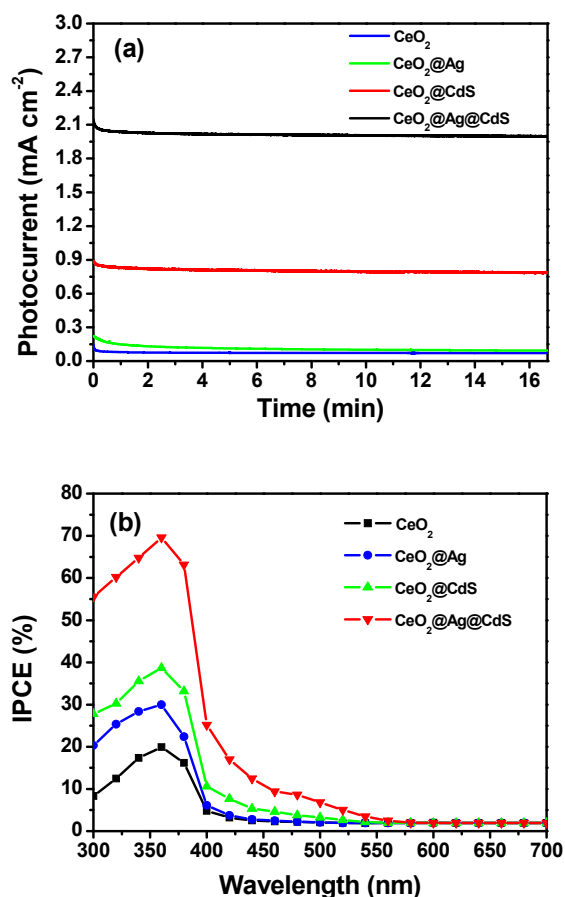 (a)
CeO₂
CeO₂@Ag
CeO₂@CdS
CeO₂@Ag@CdS
Photocurrent (mA cm⁻²)
3.0
2.7
2.4
2.1
1.8
1.5
1.2
0.9
0.6
0.3
0.0
0 2 4 6 8 10 12 14 16
Time (min)
(b)
CeO₂
CeO₂@Ag
CeO₂@CdS
CeO₂@Ag@CdS
IPCE (%)
80
70
60
50
40
30
20
10
0
300 350 400 450 500 550 600 650 700
Wavelength (nm)